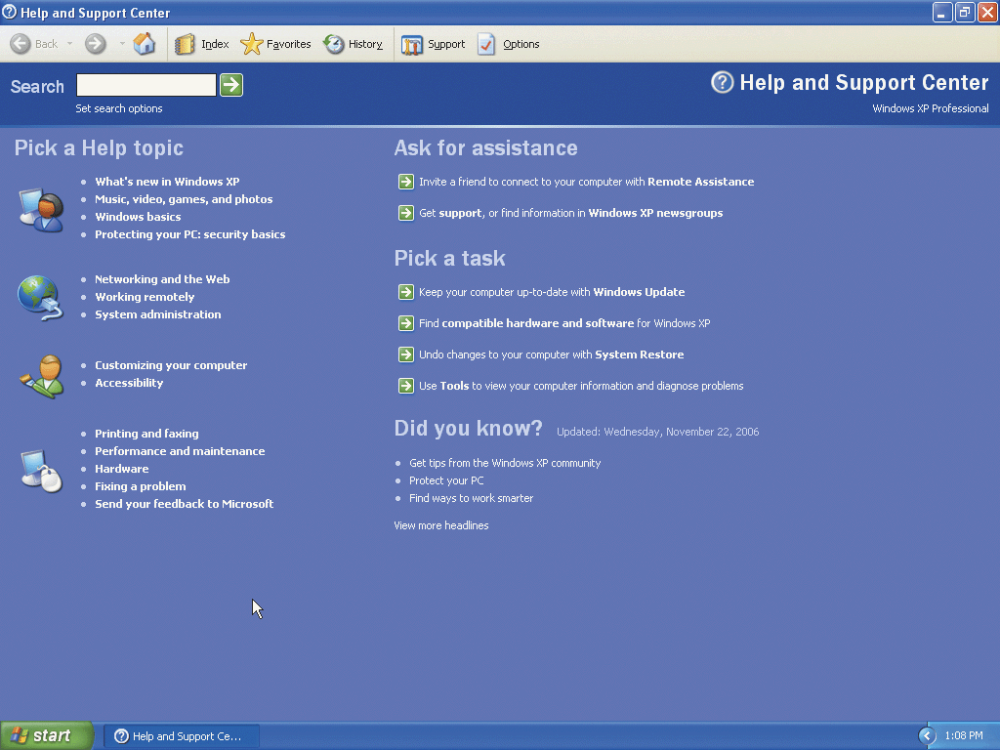 Help and Support Center
Back
Index
Favorites
History
Support
Options
Search
Set search options
Help and Support Center
Windows XP Professional
Pick a Help topic
What's new in Windows XP
Music, video, games, and photos
Windows basics
Protecting your PC: security basics
Networking and the Web
Working remotely
System administration
Customizing your computer
Accessibility
Printing and faxing
Performance and maintenance
Hardware
Fixing a problem
Send your feedback to Microsoft
Ask for assistance
Invite a friend to connect to your computer with Remote Assistance
Get support, or find information in Windows XP newsgroups
Pick a task
Keep your computer up-to-date with Windows Update
Find compatible hardware and software for Windows XP
Undo changes to your computer with System Restore
Use Tools to view your computer information and diagnose problems
Did you know? Updated: Wednesday, November 22, 2006
Get tips from the Windows XP community
Protect your PC
Find ways to work smarter
View more headlines
start
Help and Support Ce...
1:08 PM